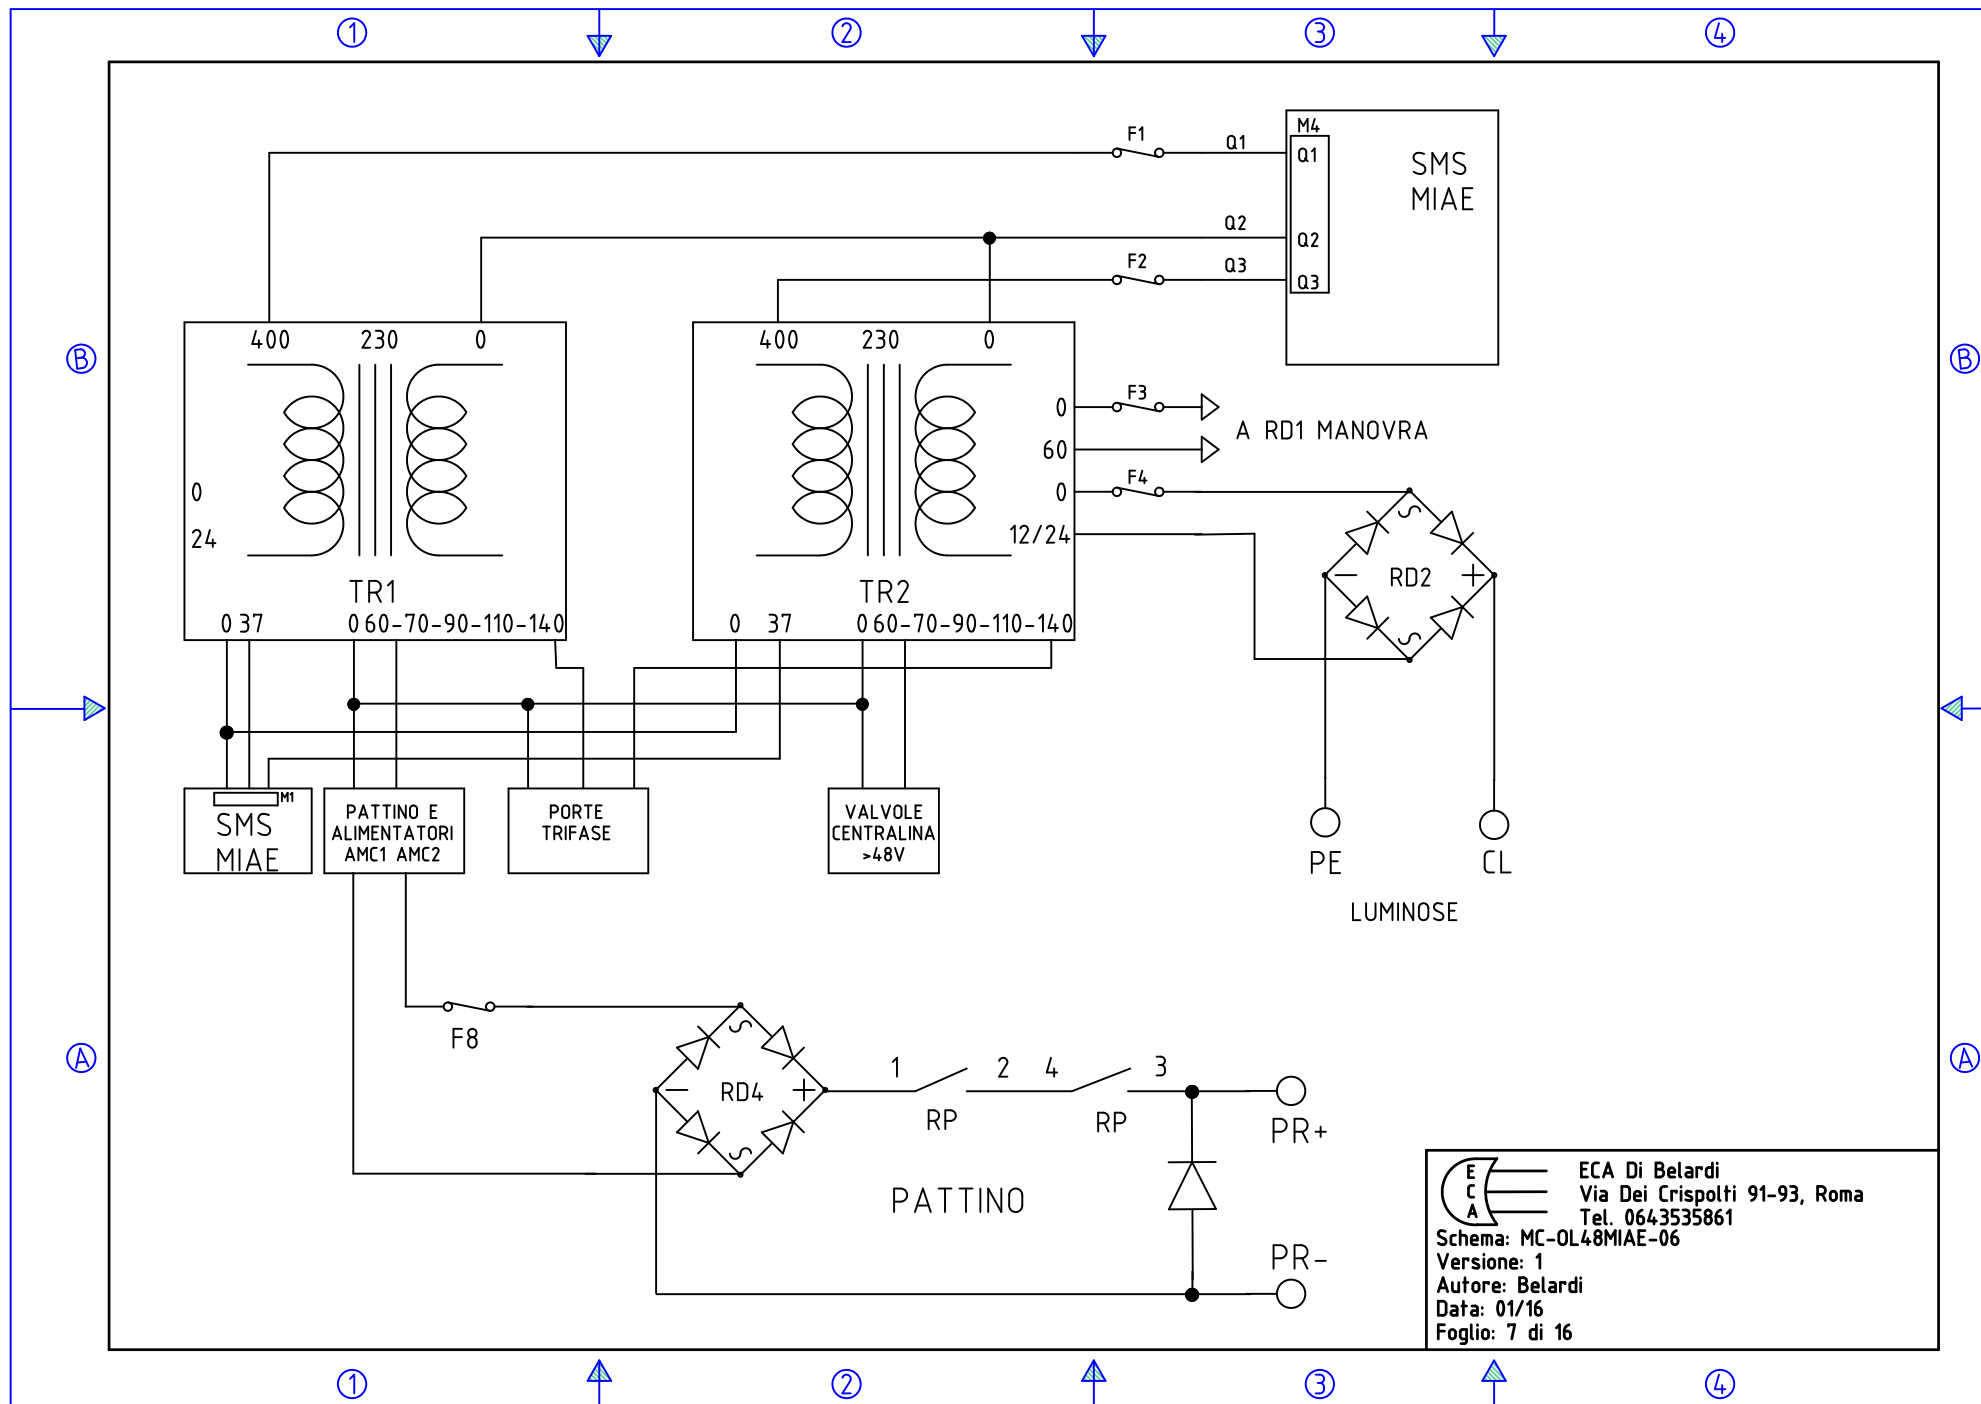 1 2 3 4
F1 Q1 M4
Q1 SMS
MIAE
Q2
Q2
F2 Q3
Q3
400 230 0 400 230 0
B B
0 F3
A RD1 MANOVRA
60
0 0 F4
24 12/24
RD2
TR1 TR2
0 37 0 60-70-90-110-140 0 37 0 60-70-90-110-140
M1
SMS
MIAE
PATTINO E
ALIMENTATORI
AMC1 AMC2
PORTE
TRIFASE
VALVOLE
CENTRALINA
>48V
PE CL
LUMINOSE
F8
A A
RD4 1 2 4 3
RP RP PR+
PATTINO
PR-
E
C
A
ECA Di Belardi
Via Dei Crispolti 91-93, Roma
Tel. 0643535861
Schema: MC-OL48MIAE-06
Versione: 1
Autore: Belardi
Data: 01/16
Foglio: 7 di 16
1 2 3 4